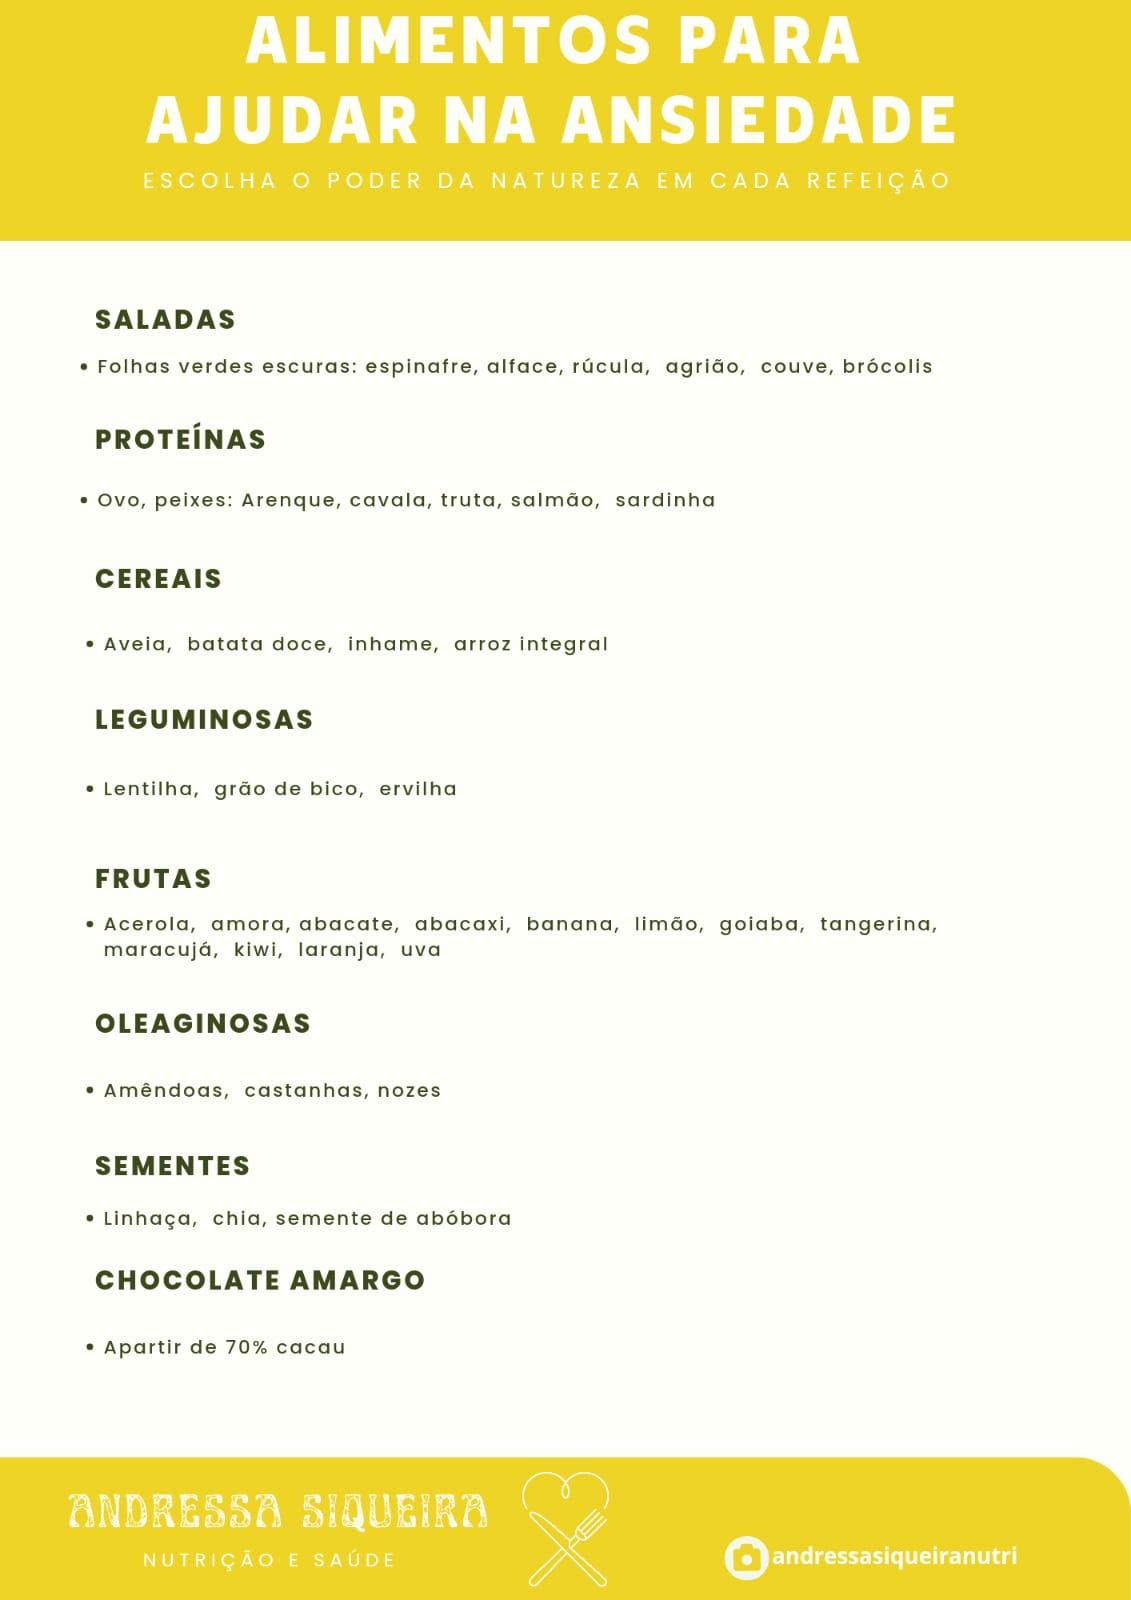 ALIMENTOS PARA
AJUDAR NA ANSIEDADE
ESCOLHA O PODER DA NATUREZA EM CADA REFEIÇÃO
SALADAS
• Folhas verdes escuras: espinafre, alface, rúcula, agrião, couve, brócolis
PROTEÍNAS
• Ovo, peixes: Arenque, cavala, truta, salmão, sardinha
CEREAIS
• Aveia, batata doce, inhame, arroz integral
LEGUMINOSAS
• Lentilha, grão de bico, ervilha
FRUTAS
• Acerola, amora, abacate, abacaxi, banana, limão, goiaba, tangerina,
maracujá, kiwi, laranja, uva
OLEAGINOSAS
• Amêndoas, castanhas, nozes
SEMENTES
• Linhaça, chia, semente de abóbora
CHOCOLATE AMARGO
• Apartir de 70% cacau
ANDRESSA SIQUEIRA
NUTRIÇÃO E SAÚDE
andressasiqueiranutri